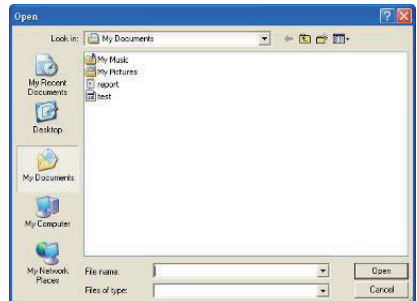 Open
Look in: My Documents
My Recent
Documents
Desktop
My Documents
My Computer
My Network
Places
My Music
My Pictures
report
test
File name:
Open
Files of type:
Cancel